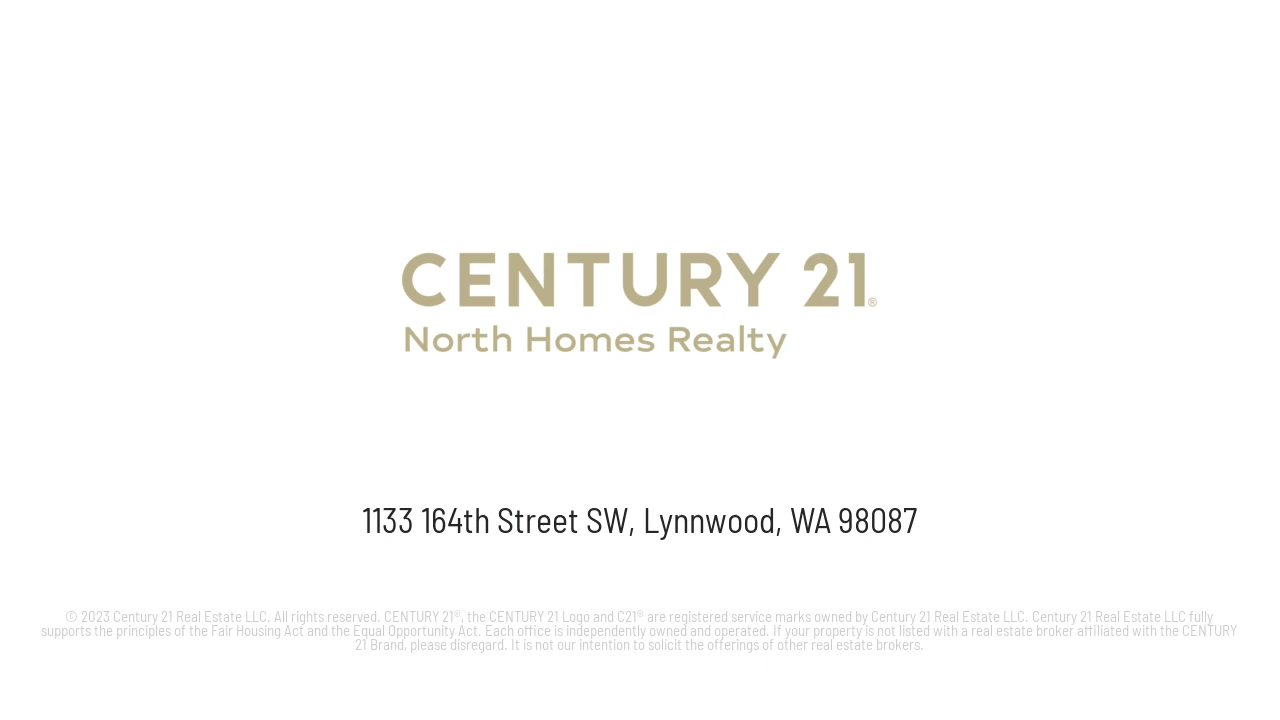 CENTURY 21®
North Homes Realty
1133 164th Street SW, Lynnwood, WA 98087
© 2023 Century 21 Real Estate LLC. All rights reserved. CENTURY 21®, the CENTURY 21 Logo and C21® are registered service marks owned by Century 21 Real Estate LLC. Century 21 Real Estate LLC fully
supports the principles of the Fair Housing Act and the Equal Opportunity Act. Each office is independently owned and operated. If your property is not listed with a real estate broker affiliated with the CENTURY
21 Brand, please disregard. It is not our intention to solicit the offerings of other real estate brokers.